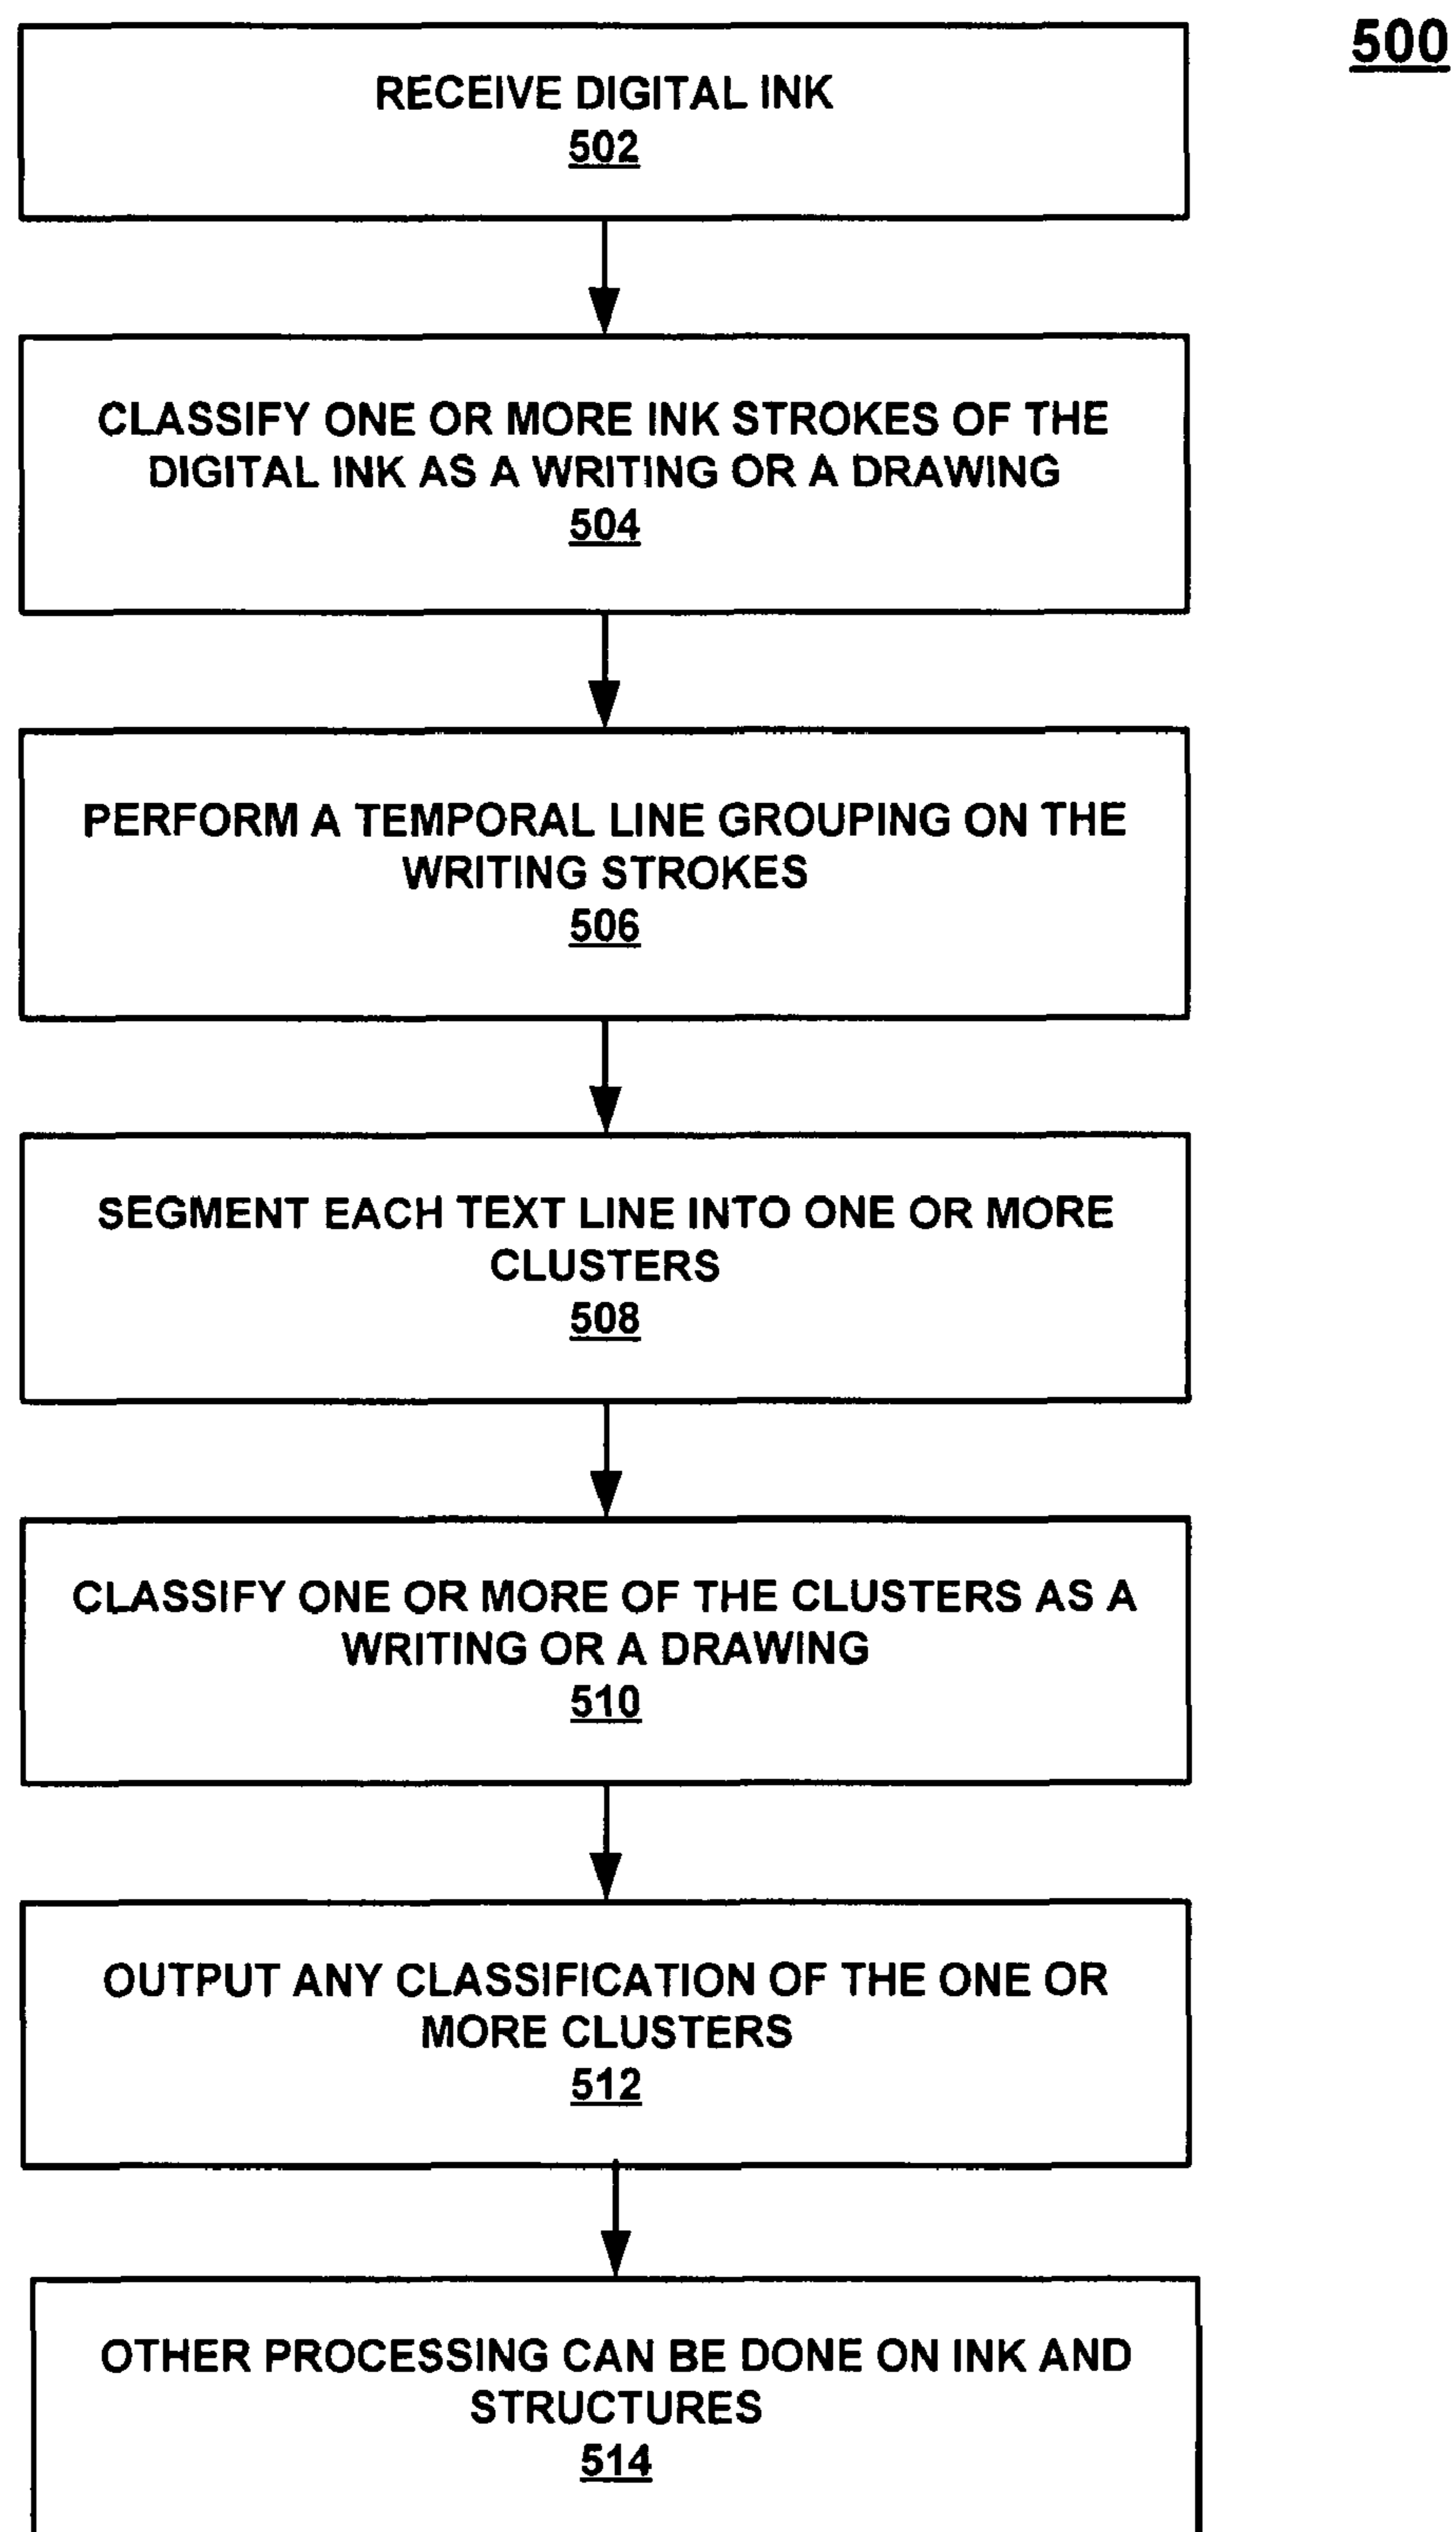 500
RECEIVE DIGITAL INK
502
CLASSIFY ONE OR MORE INK STROKES OF THE
DIGITAL INK AS A WRITING OR A DRAWING
504
PERFORM A TEMPORAL LINE GROUPING ON THE
WRITING STROKES
506
SEGMENT EACH TEXT LINE INTO ONE OR MORE
CLUSTERS
508
CLASSIFY ONE OR MORE OF THE CLUSTERS AS A
WRITING OR A DRAWING
510
OUTPUT ANY CLASSIFICATION OF THE ONE OR
MORE CLUSTERS
512
OTHER PROCESSING CAN BE DONE ON INK AND
STRUCTURES
514